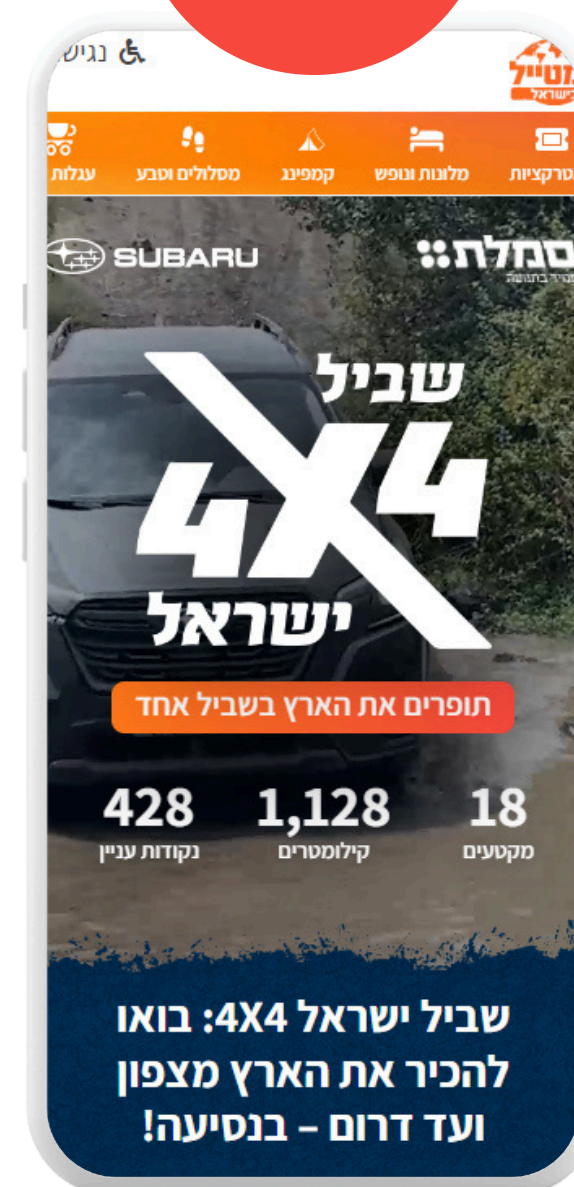 מטייל
בישראל
אטרקציות
מלונות ונופש
קמפינג
מסלולים וטבע
עגלות
סמלת
SUBARU
שביל
4X4
ישראל
תופרים את הארץ בשביל אחד
18
מקטעים
1,128
קילומטרים
428
נקודות עניין
שביל ישראל 4X4: בואו
להכיר את הארץ מצפון
ועד דרום – בנסיעה!